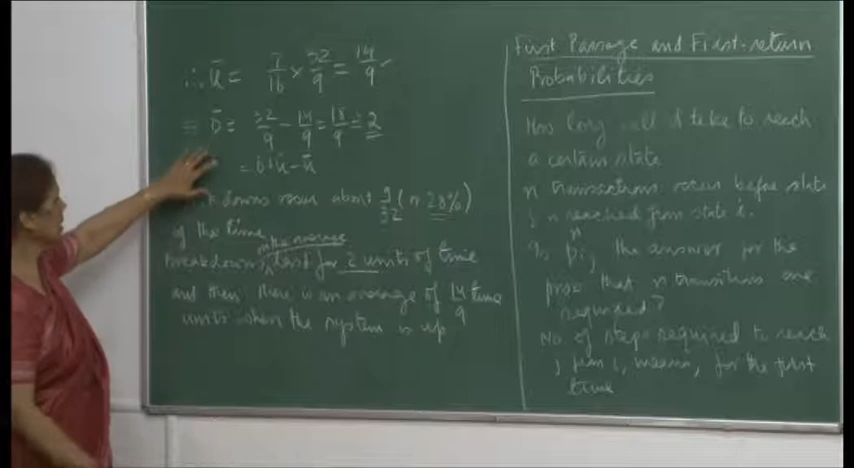 ∴ ū = 7/16 × 32/9 = 14/9
D̄ = 32/9 - 14/9 = 18/9 = 2
= D+ū - ū
downs occur about 9/32 ( 28%)
of the time
on the average
Breakdowns last for 2 units of time
and then there is an average of 14/9 time
units when the system is up
First Passage and First-return
Probabilities
How long will it take to reach
a certain state
n transactions occur before state
j is reached from state i.
Is pⁿij the answer for the
prob that n transitions are
required?
No. of steps required to reach
j from i, means, for the first
time